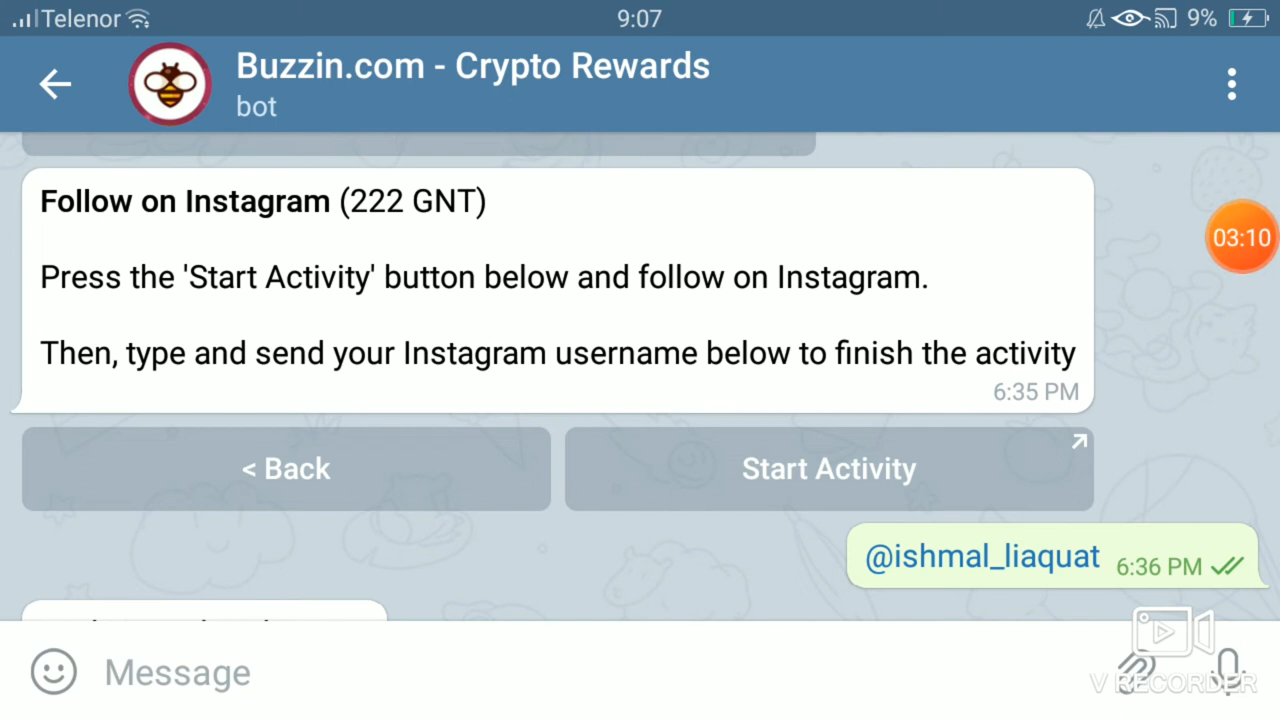 Telenor 9:07 9%
Buzzin.com - Crypto Rewards
bot
Follow on Instagram (222 GNT)
03:10
Press the 'Start Activity' button below and follow on Instagram.
Then, type and send your Instagram username below to finish the activity
6:35 PM
< Back Start Activity
@ishmal_liaquat 6:36 PM
Message
V RECORDER